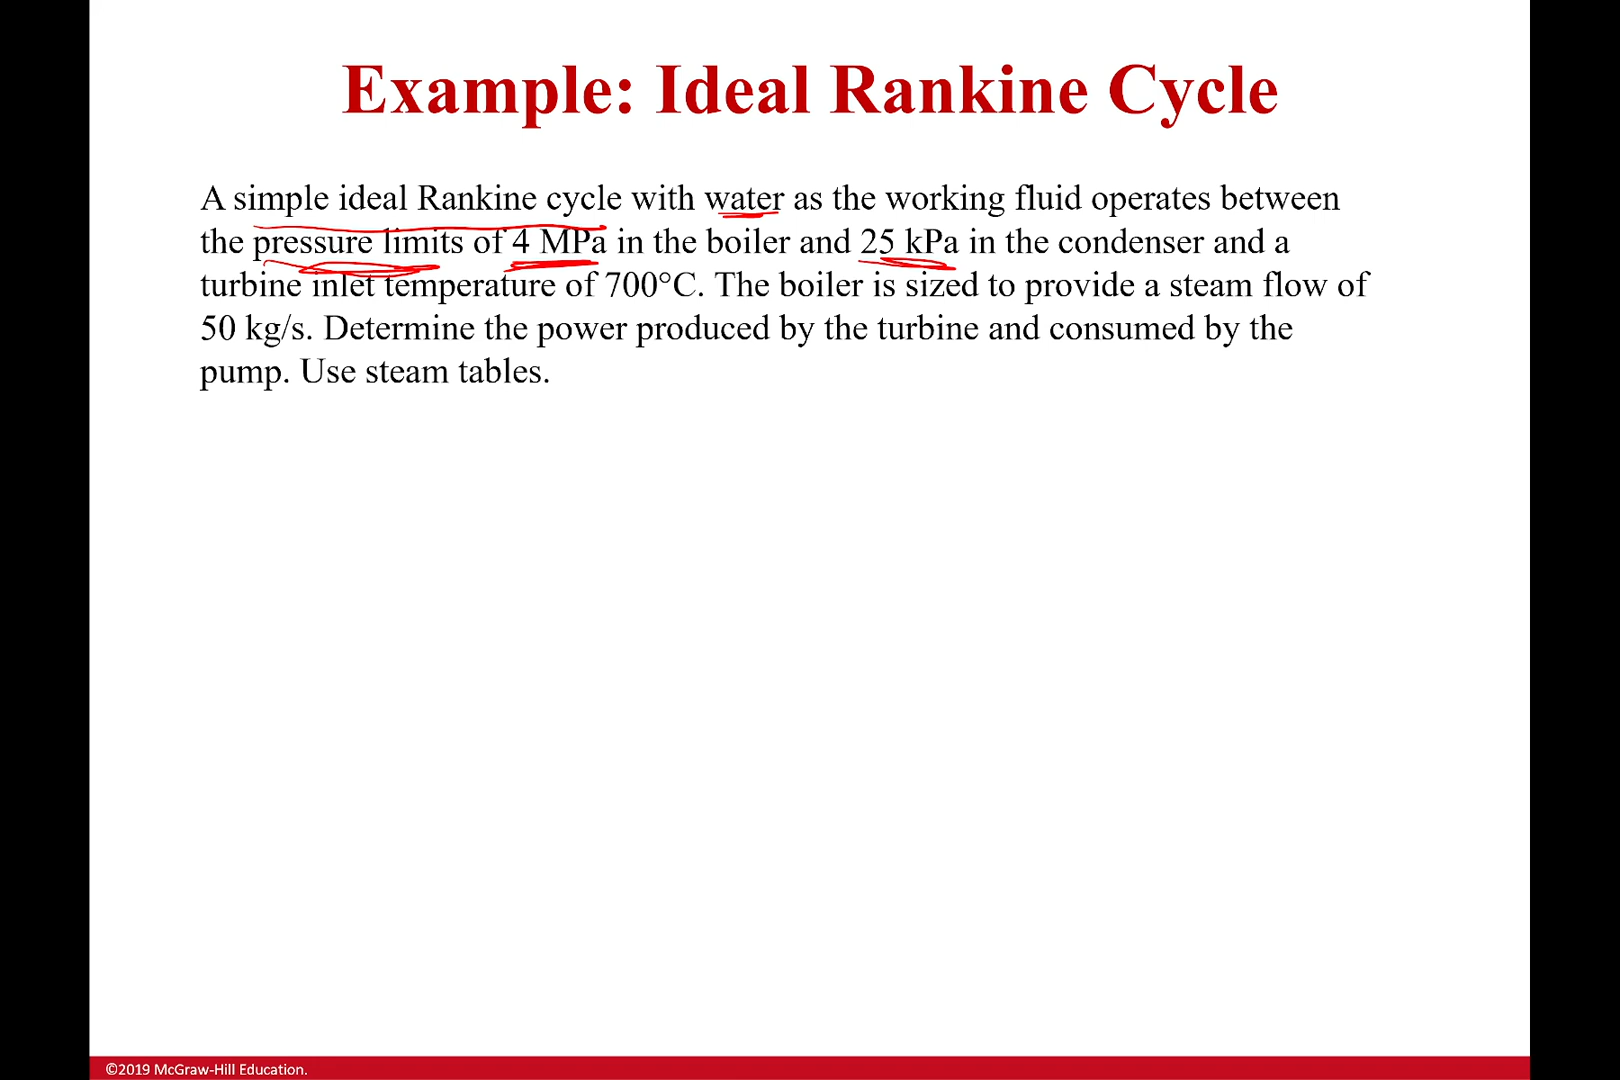 Example: Ideal Rankine Cycle
A simple ideal Rankine cycle with water as the working fluid operates between
the pressure limits of 4 MPa in the boiler and 25 kPa in the condenser and a
turbine inlet temperature of 700°C. The boiler is sized to provide a steam flow of
50 kg/s. Determine the power produced by the turbine and consumed by the
pump. Use steam tables.
©2019 McGraw-Hill Education.